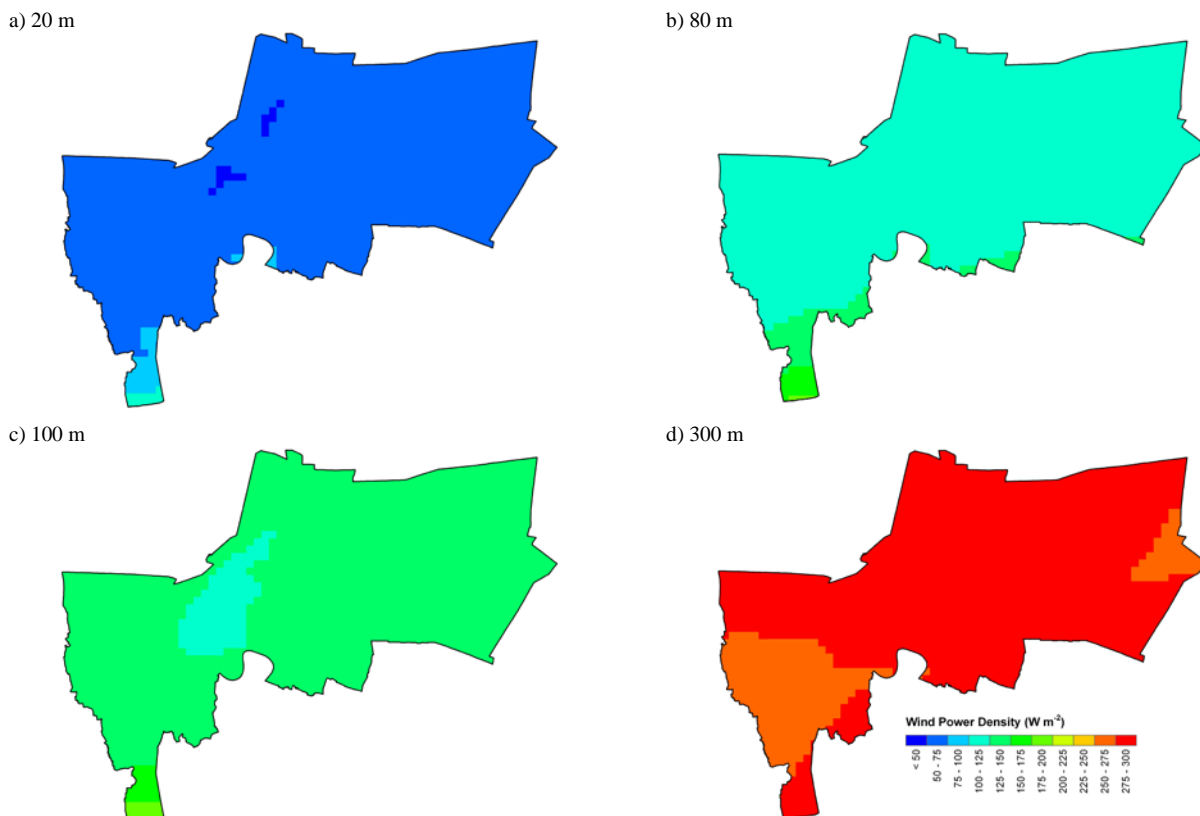 a) 20 m
b) 80 m
c) 100 m
d) 300 m
Wind Power Density (W m⁻²)
< 50
50 - 75
75 - 100
100 - 125
125 - 150
150 - 175
175 - 200
200 - 225
225 - 250
250 - 275
275 - 300